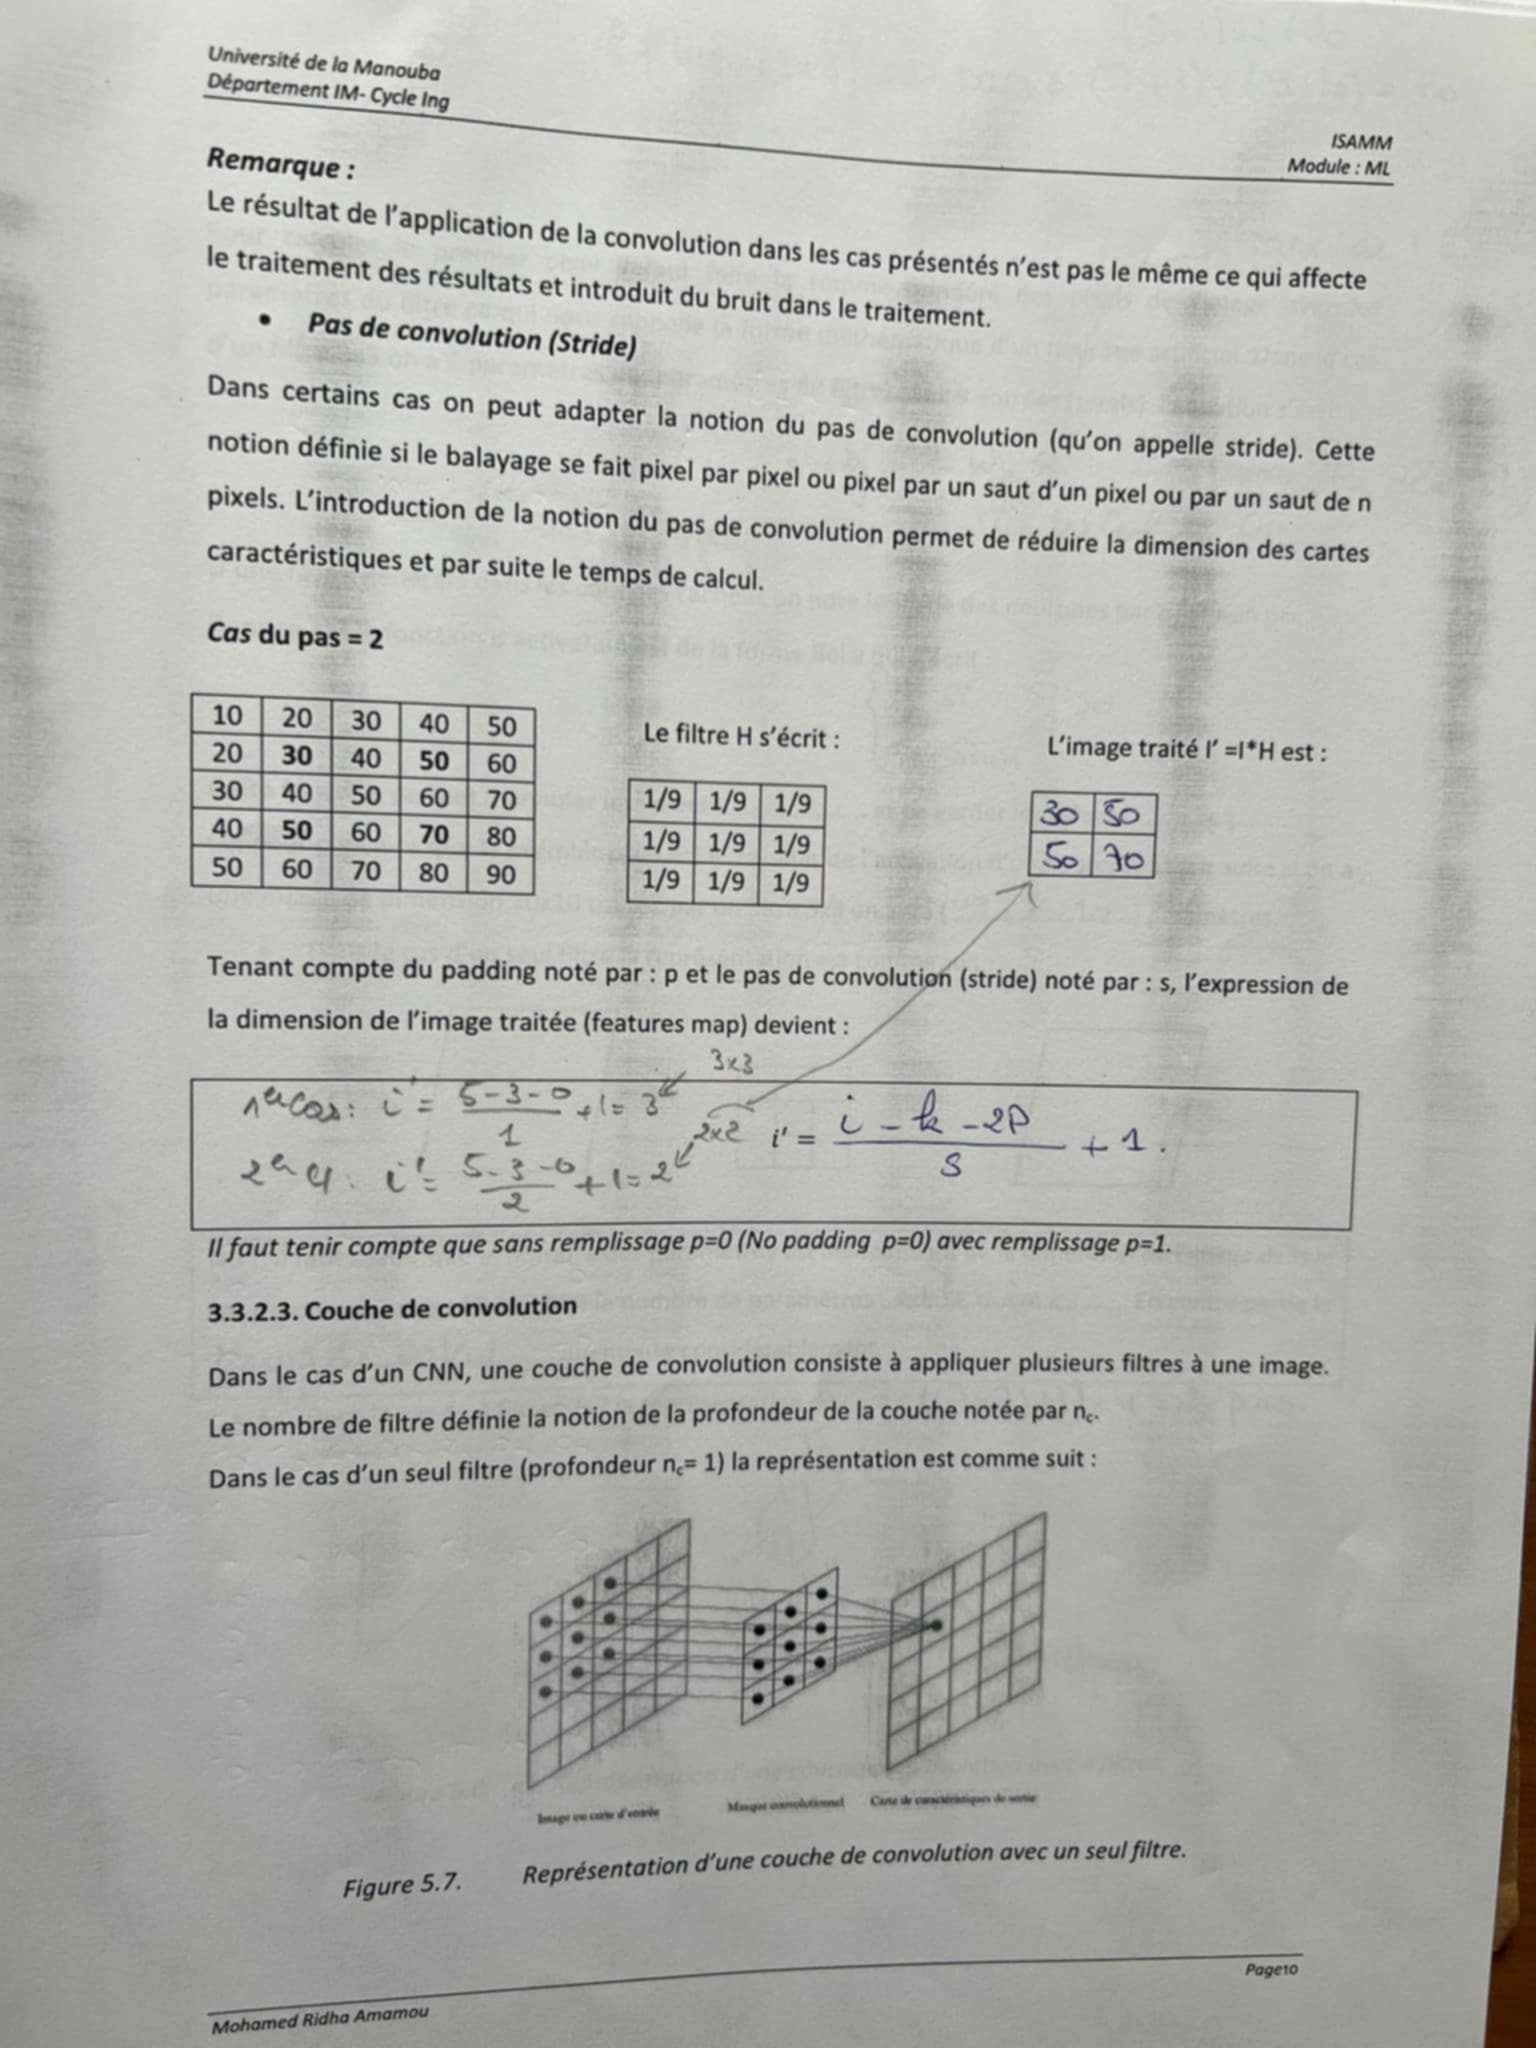 Université de la Manouba
Département IM- Cycle Ing
ISAMM
Module : ML
Remarque :
Le résultat de l'application de la convolution dans les cas présentés n'est pas le même ce qui affecte
le traitement des résultats et introduit du bruit dans le traitement.
• Pas de convolution (Stride)
Dans certains cas on peut adapter la notion du pas de convolution (qu'on appelle stride). Cette
notion définie si le balayage se fait pixel par pixel ou pixel par un saut d'un pixel ou par un saut de n
pixels. L'introduction de la notion du pas de convolution permet de réduire la dimension des cartes
caractéristiques et par suite le temps de calcul.
Cas du pas = 2
10 20 30 40 50
20 30 40 50 60
30 40 50 60 70
40 50 60 70 80
50 60 70 80 90
Le filtre H s'écrit :
1/9 1/9 1/9
1/9 1/9 1/9
1/9 1/9 1/9
L'image traité I' =I*H est :
30 50
50 70
Tenant compte du padding noté par : p et le pas de convolution (stride) noté par : s, l'expression de
la dimension de l'image traitée (features map) devient :
3x3
1er cas : i' = (5-3-0)/1 + 1 = 3
2x2
i' = (i - k - 2P)/s + 1 .
i' = (5-3-0)/2 + 1 = 2
Il faut tenir compte que sans remplissage p=0 (No padding p=0) avec remplissage p=1.
3.3.2.3. Couche de convolution
Dans le cas d'un CNN, une couche de convolution consiste à appliquer plusieurs filtres à une image.
Le nombre de filtre définie la notion de la profondeur de la couche notée par nc.
Dans le cas d'un seul filtre (profondeur nc= 1) la représentation est comme suit :
Image ou carte d'entrée
Masque convolutionnel
Carte de caractéristiques de sortie
Figure 5.7. Représentation d'une couche de convolution avec un seul filtre.
Page10
Mohamed Ridha Amamou